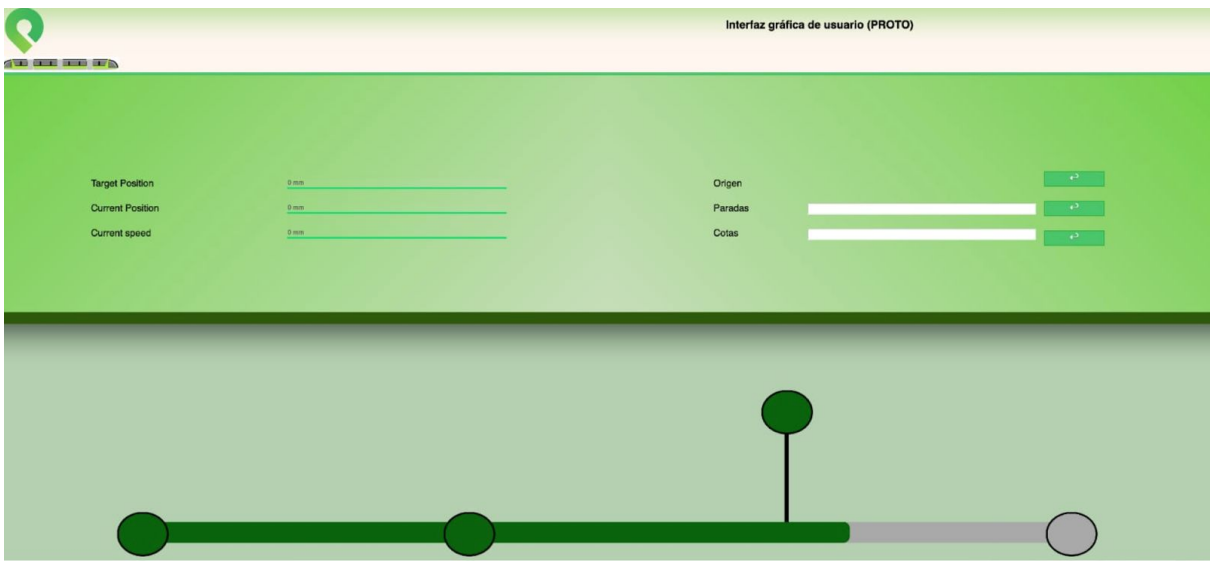 Interfaz gráfica de usuario (PROTO)
Target Position 0 mm
Current Position 0 mm
Current speed 0 mm
Origen
Paradas
Cotas